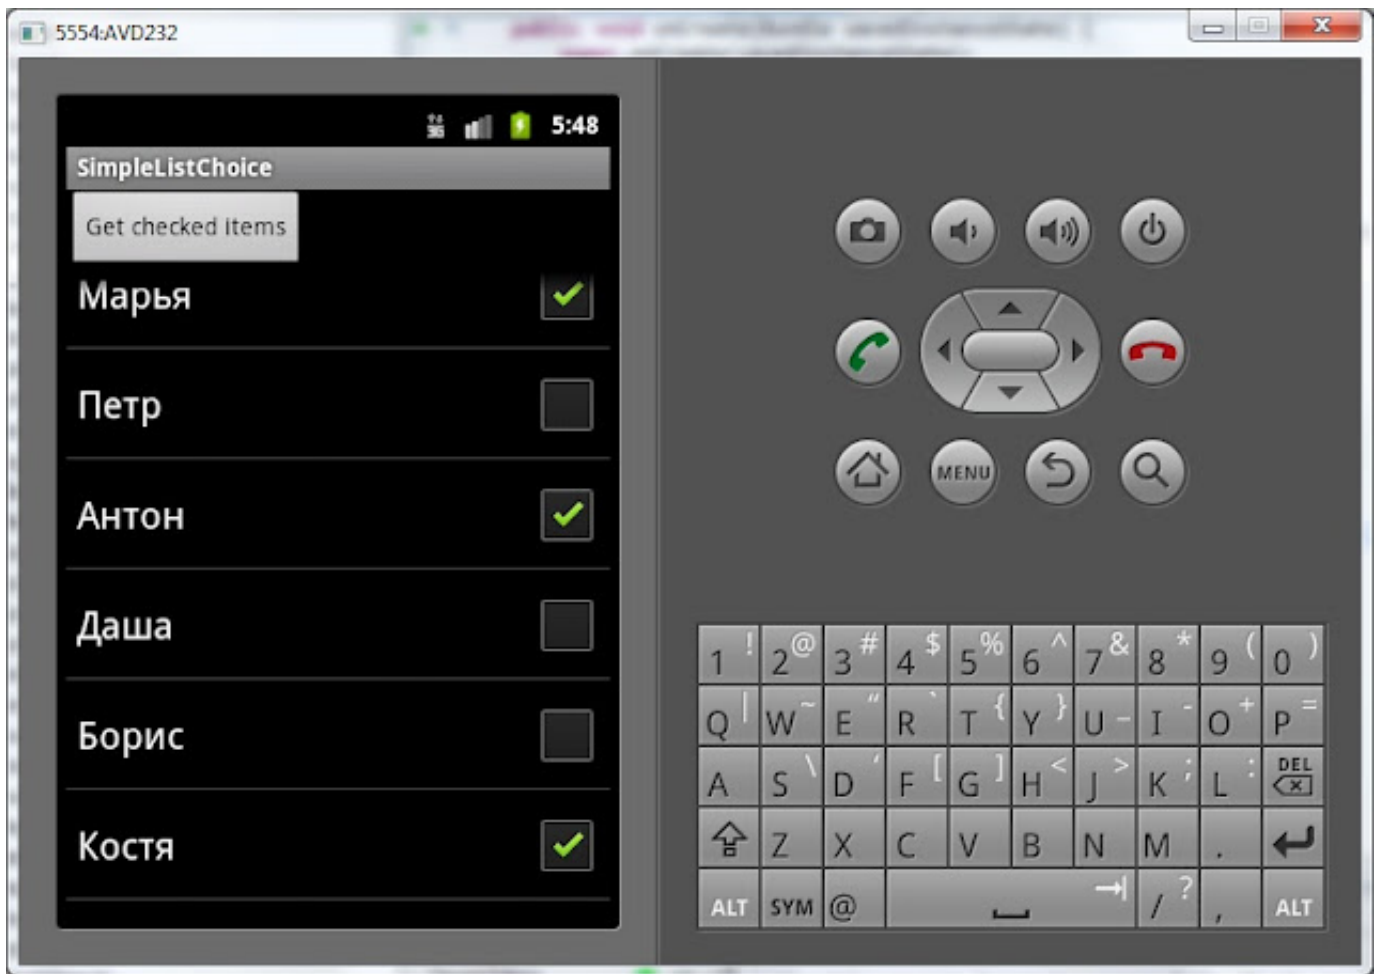 5554:AVD232
3G 5:48
SimpleListChoice
Get checked items
Марья
Петр
Антон
Даша
Борис
Костя
MENU
1 ! 2 @ 3 # 4 $ 5 % 6 ^ 7 & 8 * 9 ( 0 )
Q | W ~ E " R ` T { Y } U _ I - O + P =
A S \ D ' F [ G ] H < J > K ; L : DEL
Z X C V B N M .
ALT SYM @ / ? , ALT